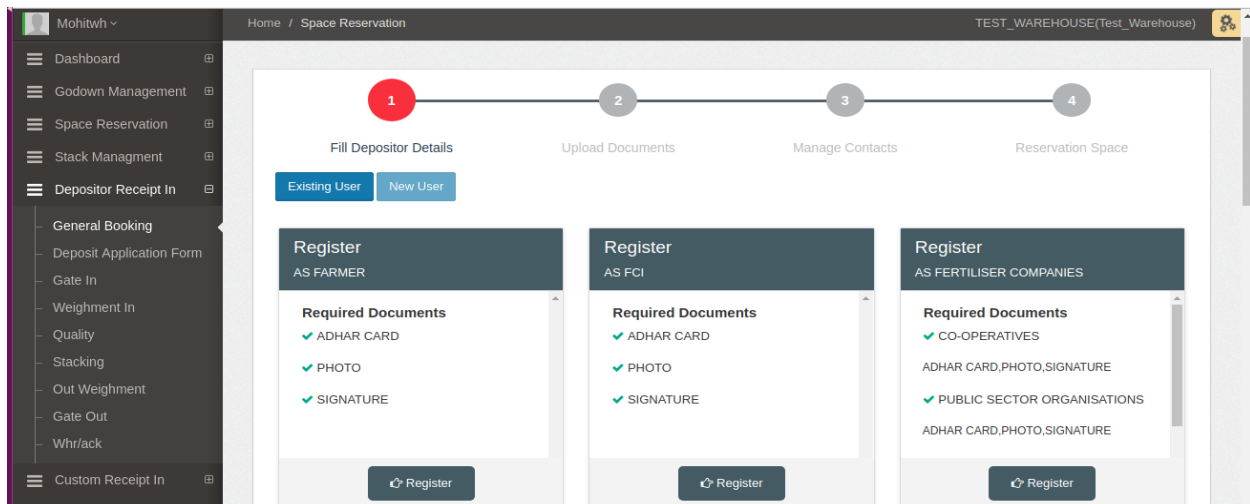 Mohitwh
Home / Space Reservation
TEST_WAREHOUSE(Test_Warehouse)
Dashboard
Godown Management
Space Reservation
Stack Managment
Depositor Receipt In
General Booking
Deposit Application Form
Gate In
Weighment In
Quality
Stacking
Out Weighment
Gate Out
Whr/ack
Custom Receipt In
1
2
3
4
Fill Depositor Details
Upload Documents
Manage Contacts
Reservation Space
Existing User
New User
Register
AS FARMER
Required Documents
ADHAR CARD
PHOTO
SIGNATURE
Register
Register
AS FCI
Required Documents
ADHAR CARD
PHOTO
SIGNATURE
Register
Register
AS FERTILISER COMPANIES
Required Documents
CO-OPERATIVES
ADHAR CARD,PHOTO,SIGNATURE
PUBLIC SECTOR ORGANISATIONS
ADHAR CARD,PHOTO,SIGNATURE
Register